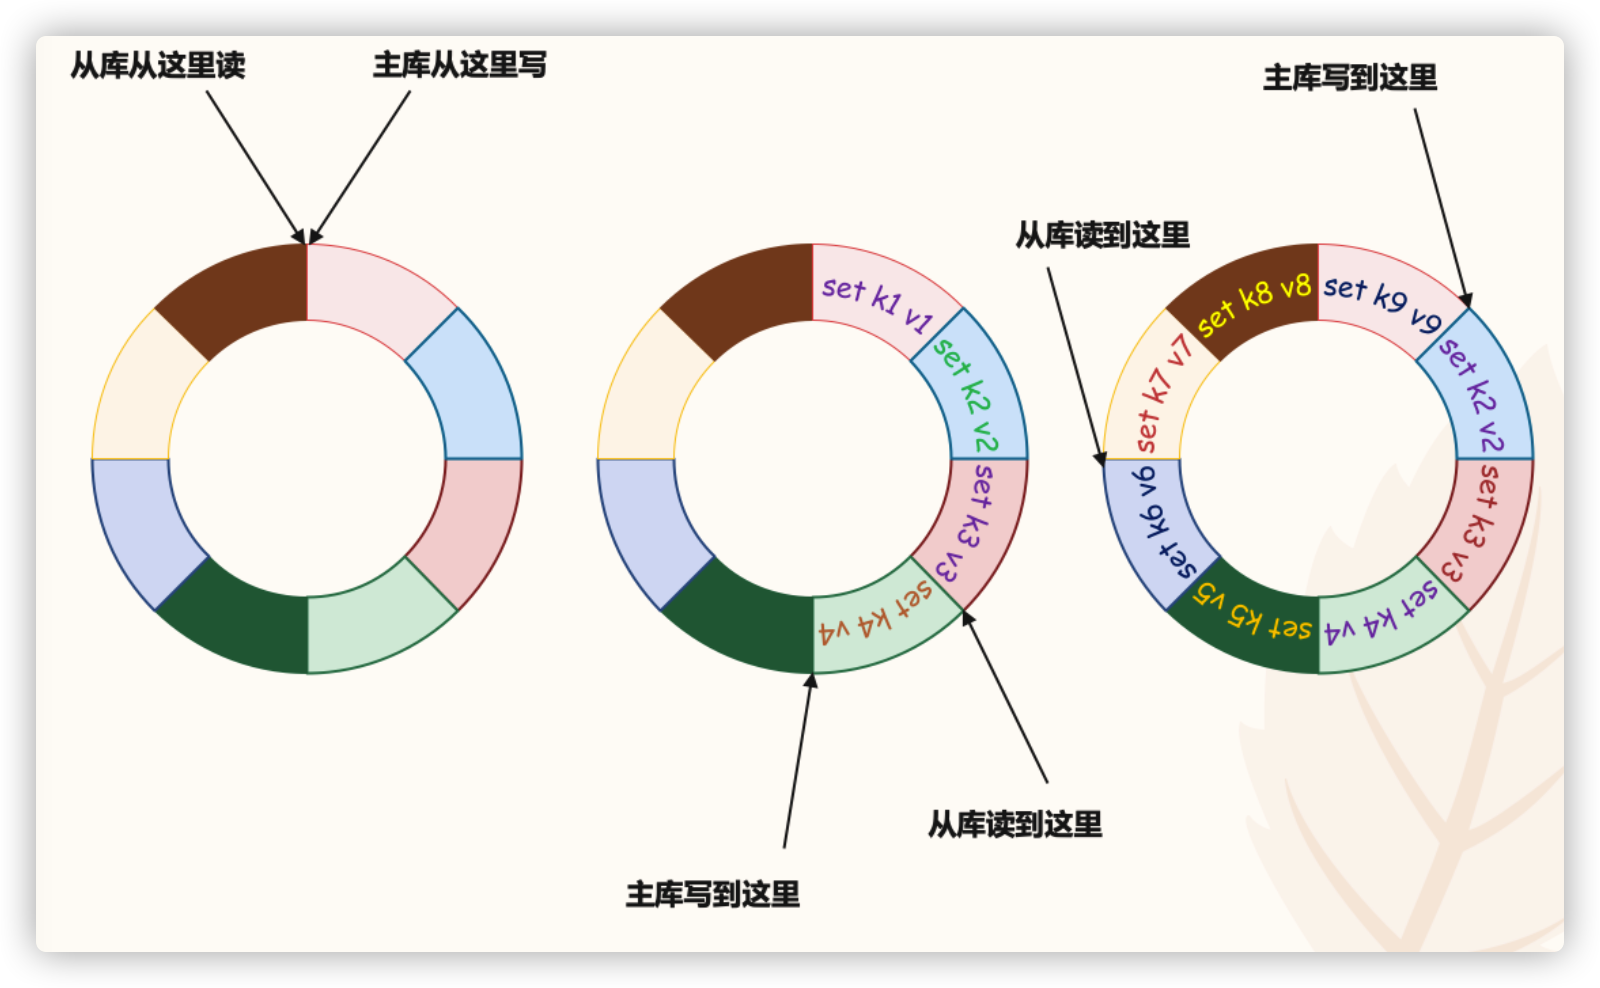 从库从这里读
主库从这里写
set k1 v1
set k2 v2
set k3 v3
set k4 v4
从库读到这里
主库写到这里
主库写到这里
从库读到这里
set k9 v9
set k2 v2
set k3 v3
set k4 v4
set k5 v5
set k6 v6
set k7 v7
set k8 v8